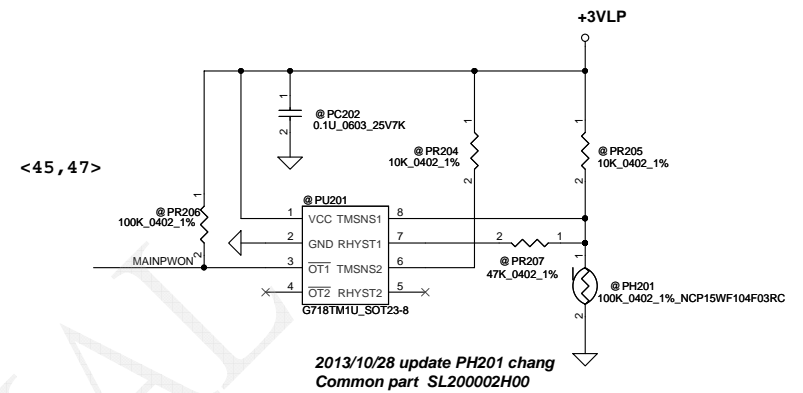 +3VLP
@ PC202
0.1U_0603_25V7K
@ PR204
10K_0402_1%
@ PR205
10K_0402_1%
<45,47>
@ PR206
100K_0402_1%
@ PU201
1 VCC TMSNS1 8
2 GND RHYST1 7
3 OT1 TMSNS2 6
4 OT2 RHYST2 5
G718TM1U_SOT23-8
MAINPWON
2 1
@ PR207
47K_0402_1%
@ PH201
100K_0402_1%_NCP15WF104F03RC
1
2
1
2
1
2
1
2
1
2
2013/10/28 update PH201 chang
Common part SL200002H00